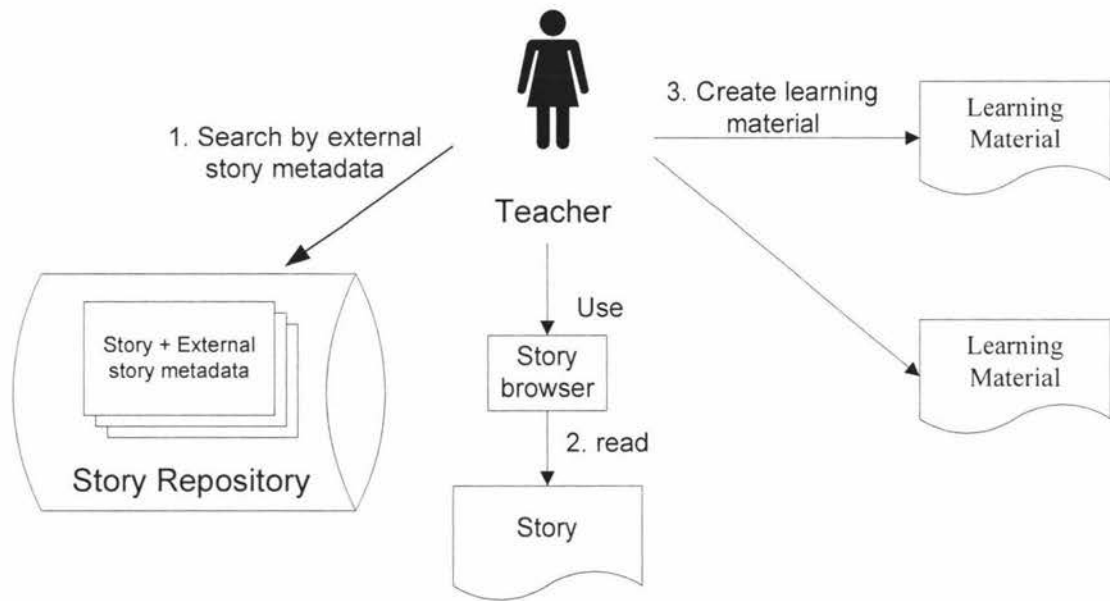 1. Search by external
story metadata
3. Create learning
material
Learning
Material
Teacher
Use
Story + External
story metadata
Story
browser
Learning
Material
2. read
Story Repository
Story